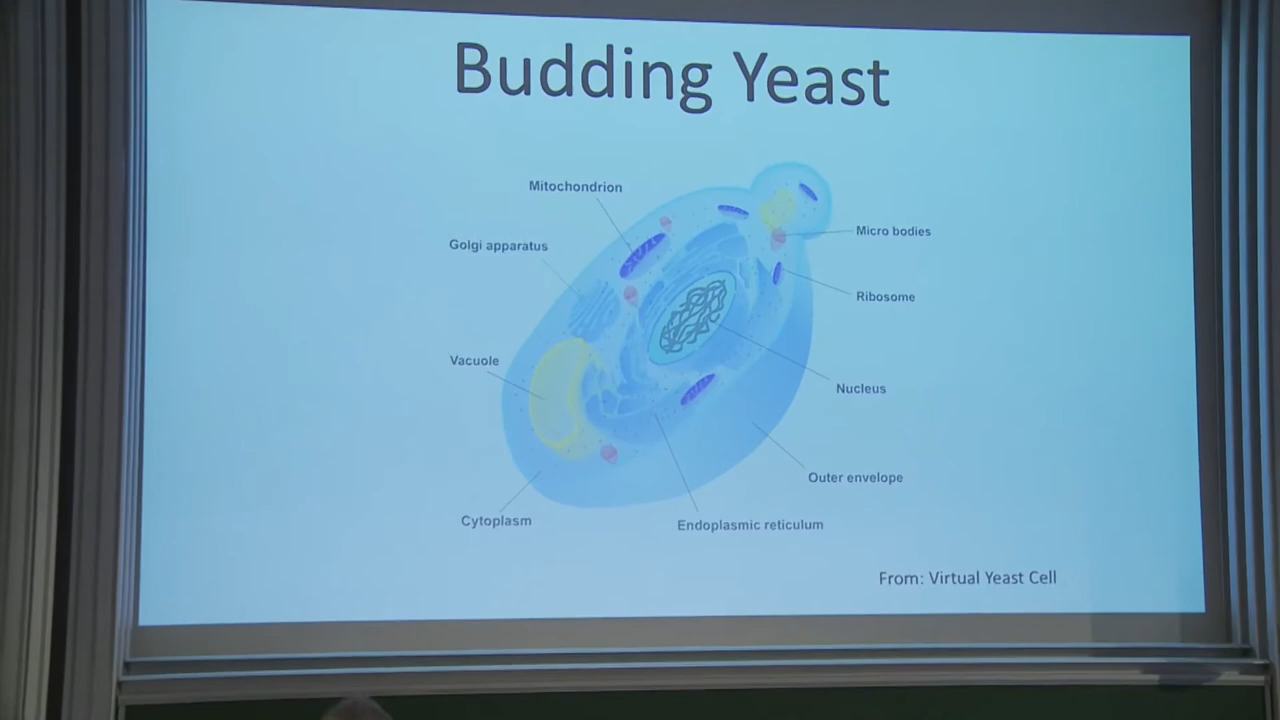 Budding Yeast
Mitochondrion
Golgi apparatus
Micro bodies
Ribosome
Vacuole
Nucleus
Outer envelope
Cytoplasm
Endoplasmic reticulum
From: Virtual Yeast Cell